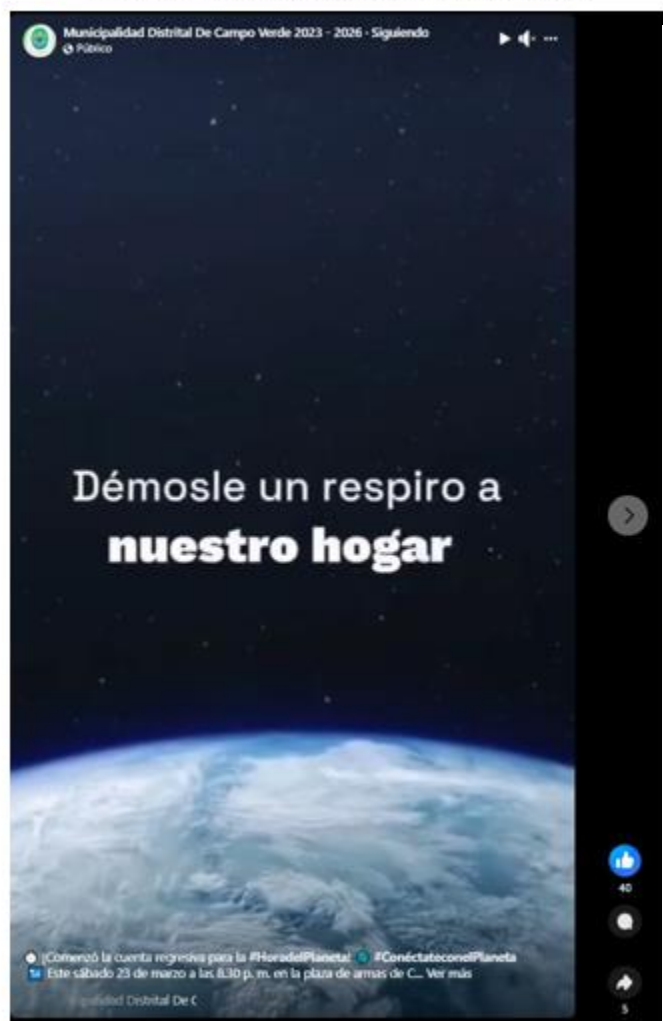 Municipalidad Distrital De Campo Verde 2023 - 2026 · Siguiendo
Público
Démosle un respiro a
nuestro hogar
¡Comenzó la cuenta regresiva para la #HoradelPlaneta! #ConéctateconelPlaneta
Este sábado 23 de marzo a las 8.30 p. m. en la plaza de armas de C... Ver más
Distrital De C
40
5